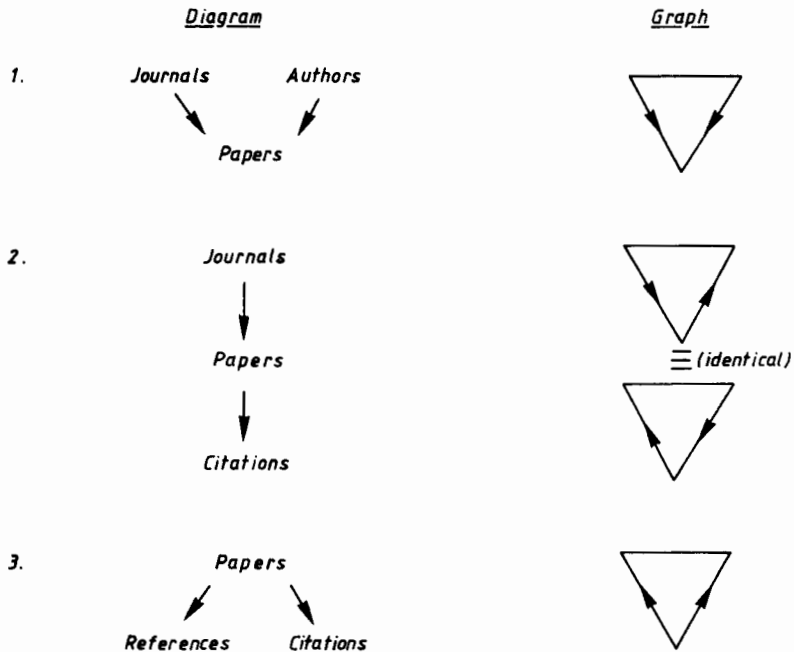 Diagram Graph
1. Journals Authors
Papers
2. Journals
Papers
≡ (identical)
Citations
3. Papers
References Citations